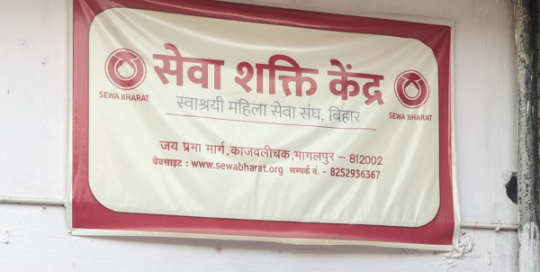 सेवा शक्ति केंद्र
SEWA BHARAT
SEWA BHARAT
स्वाश्रयी महिला सेवा संघ, बिहार
जय प्रभा मार्ग,काजवलीचक,भागलपुर – 812002
वेबसाइट : www.sewabharat.org सम्पर्क नं. - 8252936367